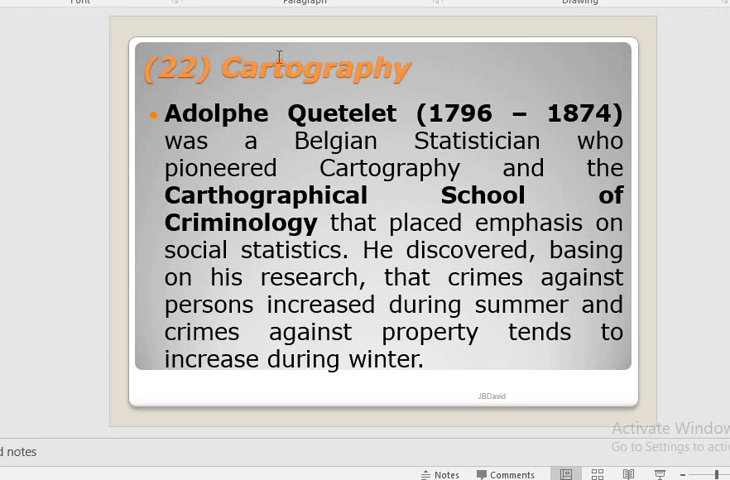 Font Paragraph Drawing
(22) Cartography
• Adolphe Quetelet (1796 – 1874)
was a Belgian Statistician who
pioneered Cartography and the
Carthographical School of
Criminology that placed emphasis on
social statistics. He discovered, basing
on his research, that crimes against
persons increased during summer and
crimes against property tends to
increase during winter.
JBDavid
Activate Window
Go to Settings to activ
d notes
Notes Comments